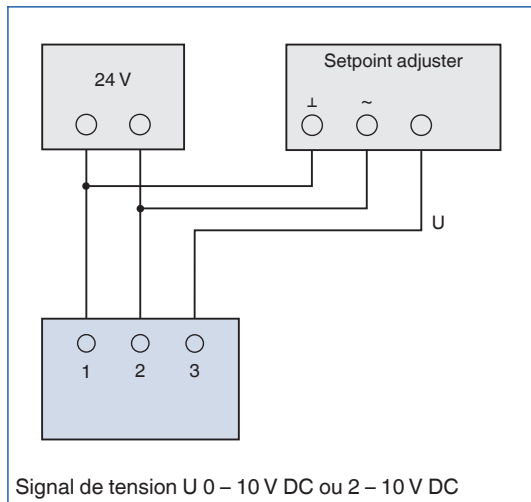 24 V
Setpoint adjuster
⊥ ~
U
1 2 3
Signal de tension U 0 – 10 V DC ou 2 – 10 V DC